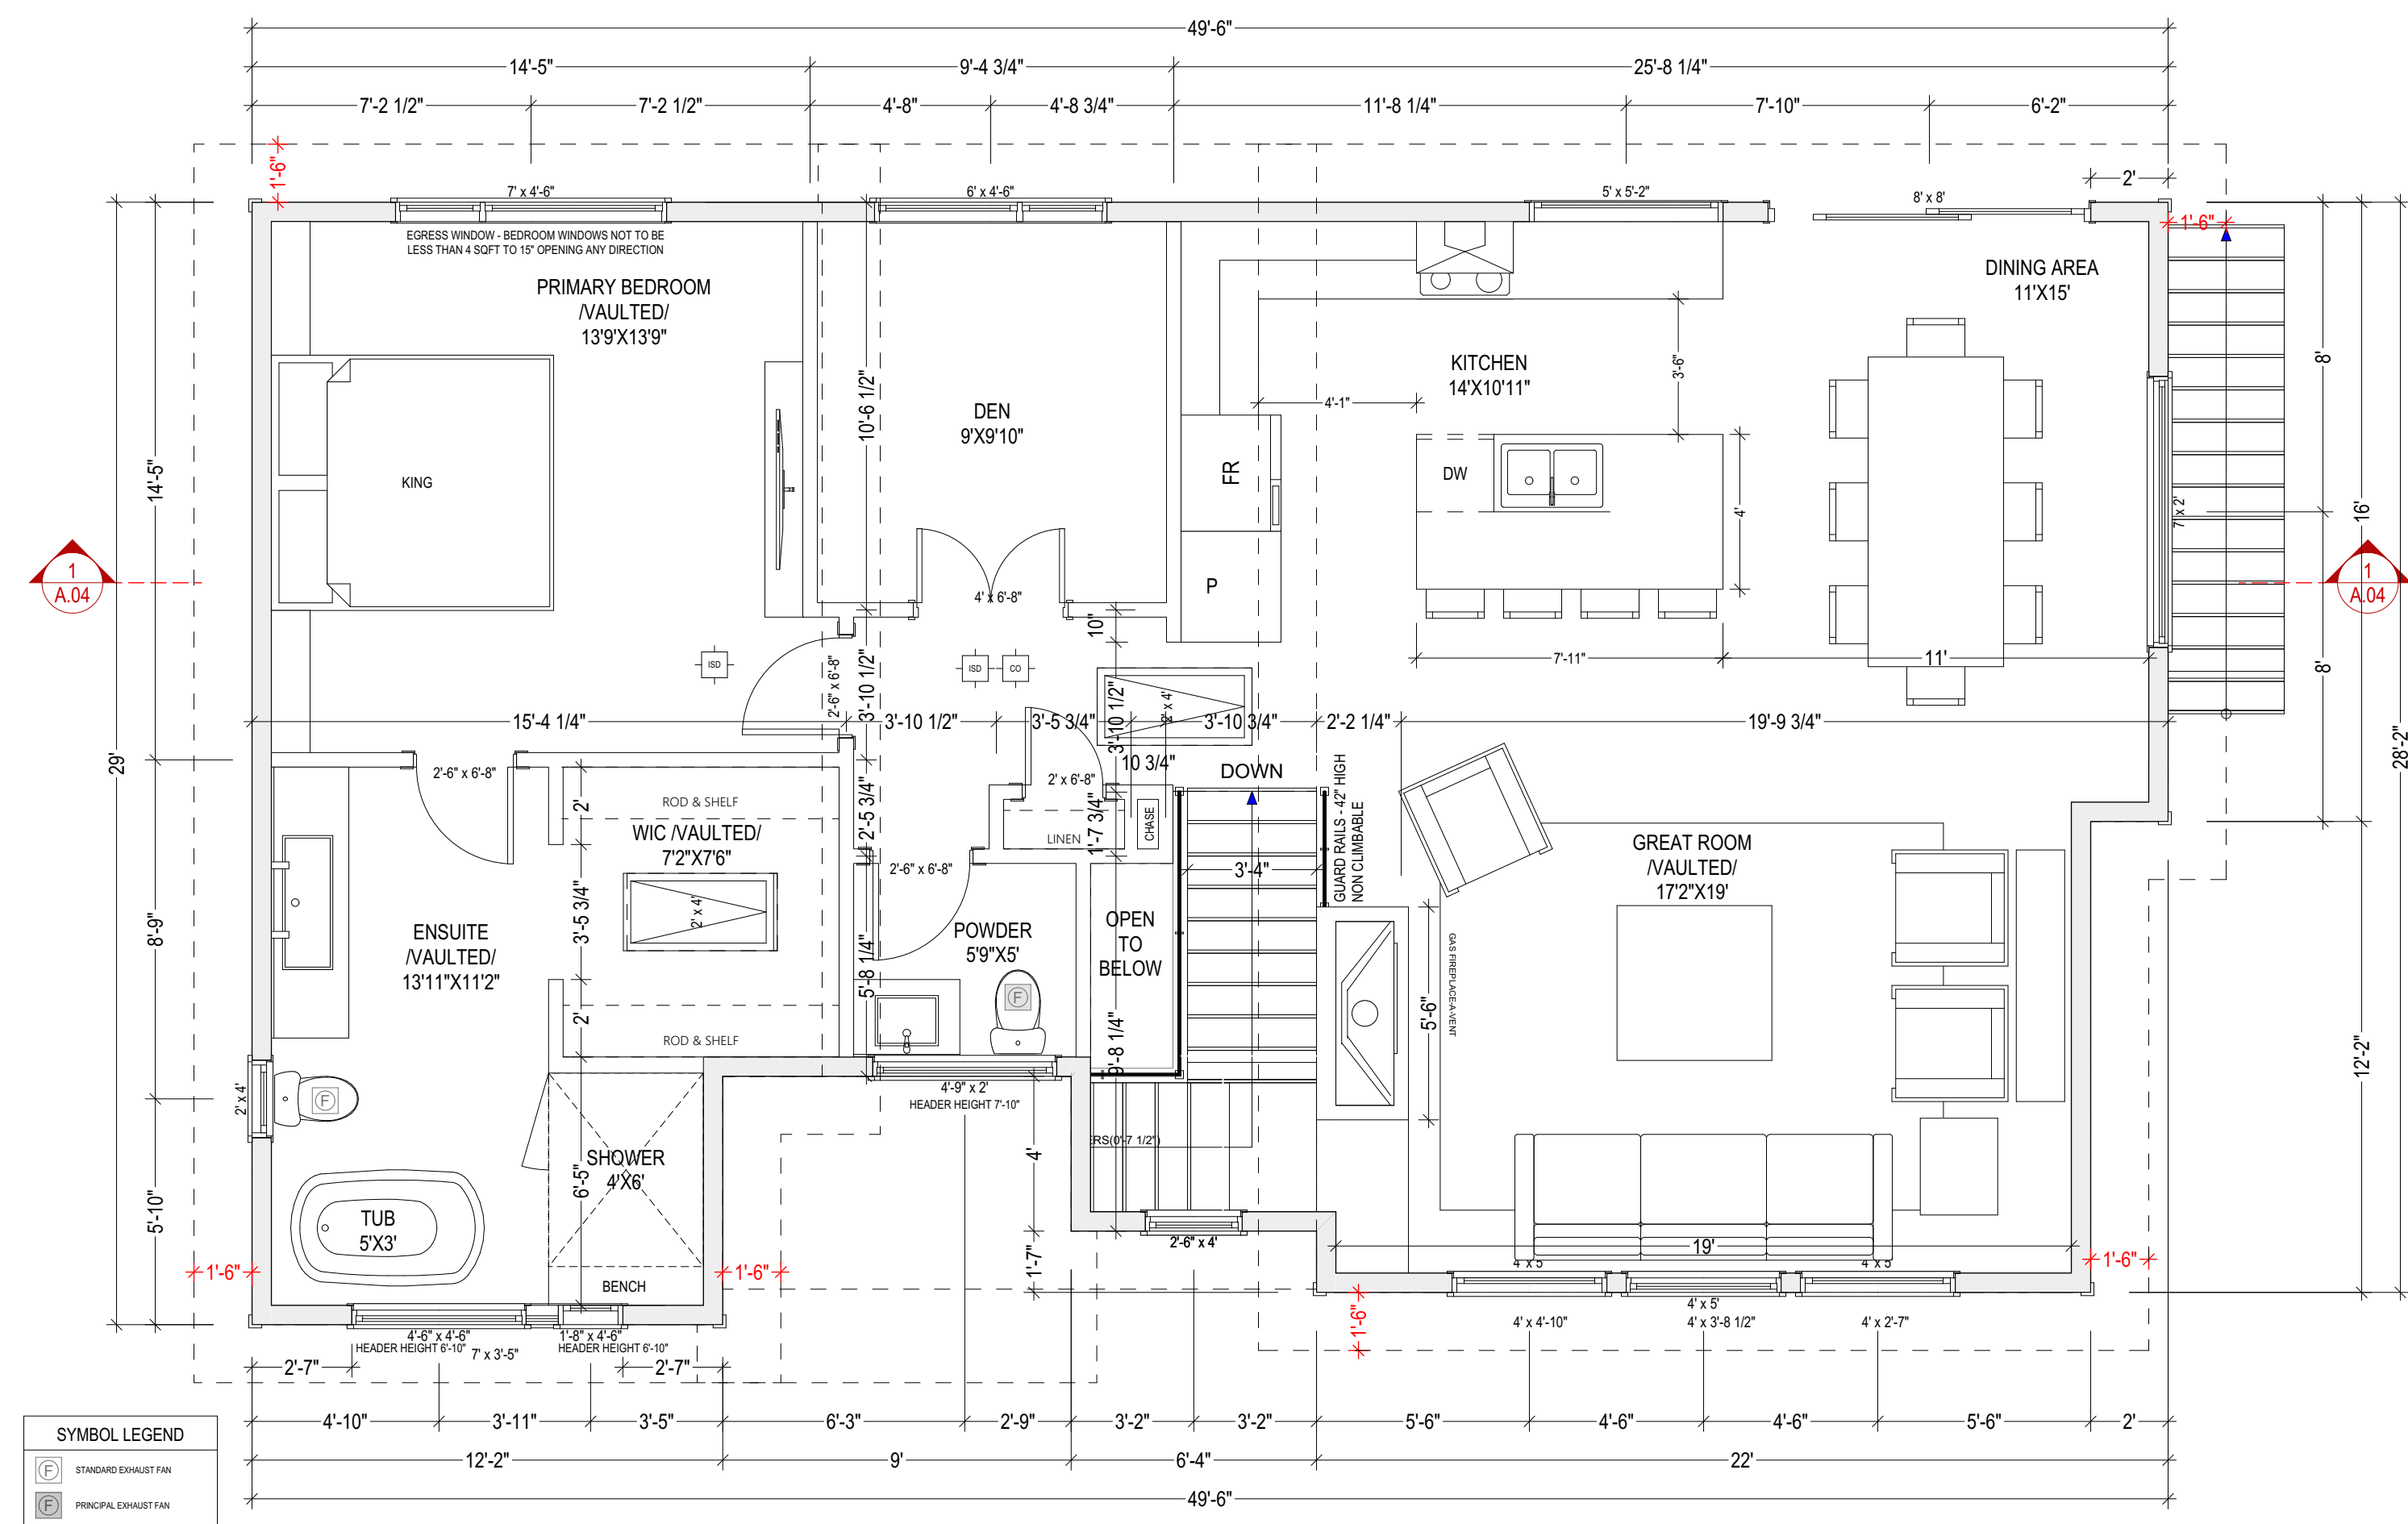 49'-6"
14'-5"
9'-4 3/4"
25'-8 1/4"
7'-2 1/2"
7'-2 1/2"
4'-8"
4'-8 3/4"
11'-8 1/4"
7'-10"
6'-2"
1'-6"
2'
7' x 4'-6"
6' x 4'-6"
5' x 5'-2"
8' x 8'
1'-6"
EGRESS WINDOW - BEDROOM WINDOWS NOT TO BE
LESS THAN 4 SQFT TO 15" OPENING ANY DIRECTION
PRIMARY BEDROOM
/VAULTED/
13'9'X13'9"
DINING AREA
11'X15'
KITCHEN
14'X10'11"
3'-6"
8'
10'-6 1/2"
4'-1"
DEN
9'X9'10"
KING
FR
DW
4'
7' x 2'
16'
14'-5"
1
A.04
P
4' x 6'-8"
1
A.04
10"
ISD
ISD
CO
2'-6" x 6'-8"
3'-10 1/2"
7'-11"
11'
8'
29'
28'-2"
15'-4 1/4"
3'-10 1/2"
3'-5 3/4"
3'-10 1/2"
2' x 4'
3'-10 3/4"
2'-2 1/4"
19'-9 3/4"
2'-6" x 6'-8"
2' x 6'-8"
10 3/4"
DOWN
GUARD RAILS - 42" HIGH
NON CLIMBABLE
2'
ROD & SHELF
2'-5 3/4"
WIC /VAULTED/
7'2"X7'6"
LINEN
1'-7 3/4"
CHASE
3'-4"
GREAT ROOM
/VAULTED/
17'2"X19'
2'-6" x 6'-8"
8'-9"
3'-5 3/4"
2' x 4'
ENSUITE
/VAULTED/
13'11"X11'2"
POWDER
5'9"X5'
OPEN
TO
BELOW
5'-8 1/4"
GAS FIREPLACE-A-VENT
5'-6"
F
2'
ROD & SHELF
9'-8 1/4"
12'-2"
2' x 4'
F
4'-9" x 2'
HEADER HEIGHT 7'-10"
ERS(0'-7 1/2")
4'
SHOWER
4'X6'
6'-5"
5'-10"
TUB
5'X3'
2'-6" x 4'
19'
1'-6"
1'-6"
1'-7"
1'-6"
BENCH
4' x 5'
4' x 5'
4' x 5'
1'-6"
4' x 4'-10"
4' x 3'-8 1/2"
4' x 2'-7"
4'-6" x 4'-6"
HEADER HEIGHT 6'-10"
7' x 3'-5"
1'-8" x 4'-6"
HEADER HEIGHT 6'-10"
2'-7"
2'-7"
4'-10"
3'-11"
3'-5"
6'-3"
2'-9"
3'-2"
3'-2"
5'-6"
4'-6"
4'-6"
5'-6"
2'
12'-2"
9'
6'-4"
22'
49'-6"
SYMBOL LEGEND
F STANDARD EXHAUST FAN
F PRINCIPAL EXHAUST FAN